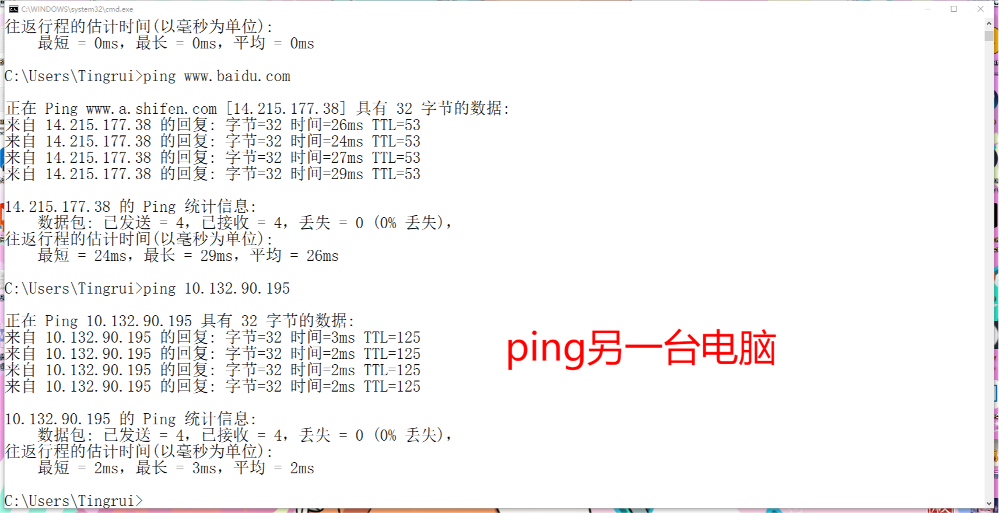 C:\WINDOWS\system32\cmd.exe
往返行程的估计时间(以毫秒为单位):
最短 = 0ms，最长 = 0ms，平均 = 0ms
C:\Users\Tingrui>ping www.baidu.com
正在 Ping www.a.shifen.com [14.215.177.38] 具有 32 字节的数据:
来自 14.215.177.38 的回复: 字节=32 时间=26ms TTL=53
来自 14.215.177.38 的回复: 字节=32 时间=24ms TTL=53
来自 14.215.177.38 的回复: 字节=32 时间=27ms TTL=53
来自 14.215.177.38 的回复: 字节=32 时间=29ms TTL=53
14.215.177.38 的 Ping 统计信息:
数据包: 已发送 = 4，已接收 = 4，丢失 = 0 (0% 丢失)，
往返行程的估计时间(以毫秒为单位):
最短 = 24ms，最长 = 29ms，平均 = 26ms
C:\Users\Tingrui>ping 10.132.90.195
正在 Ping 10.132.90.195 具有 32 字节的数据:
来自 10.132.90.195 的回复: 字节=32 时间=3ms TTL=125
来自 10.132.90.195 的回复: 字节=32 时间=2ms TTL=125
来自 10.132.90.195 的回复: 字节=32 时间=2ms TTL=125
来自 10.132.90.195 的回复: 字节=32 时间=2ms TTL=125
ping另一台电脑
10.132.90.195 的 Ping 统计信息:
数据包: 已发送 = 4，已接收 = 4，丢失 = 0 (0% 丢失)，
往返行程的估计时间(以毫秒为单位):
最短 = 2ms，最长 = 3ms，平均 = 2ms
C:\Users\Tingrui>